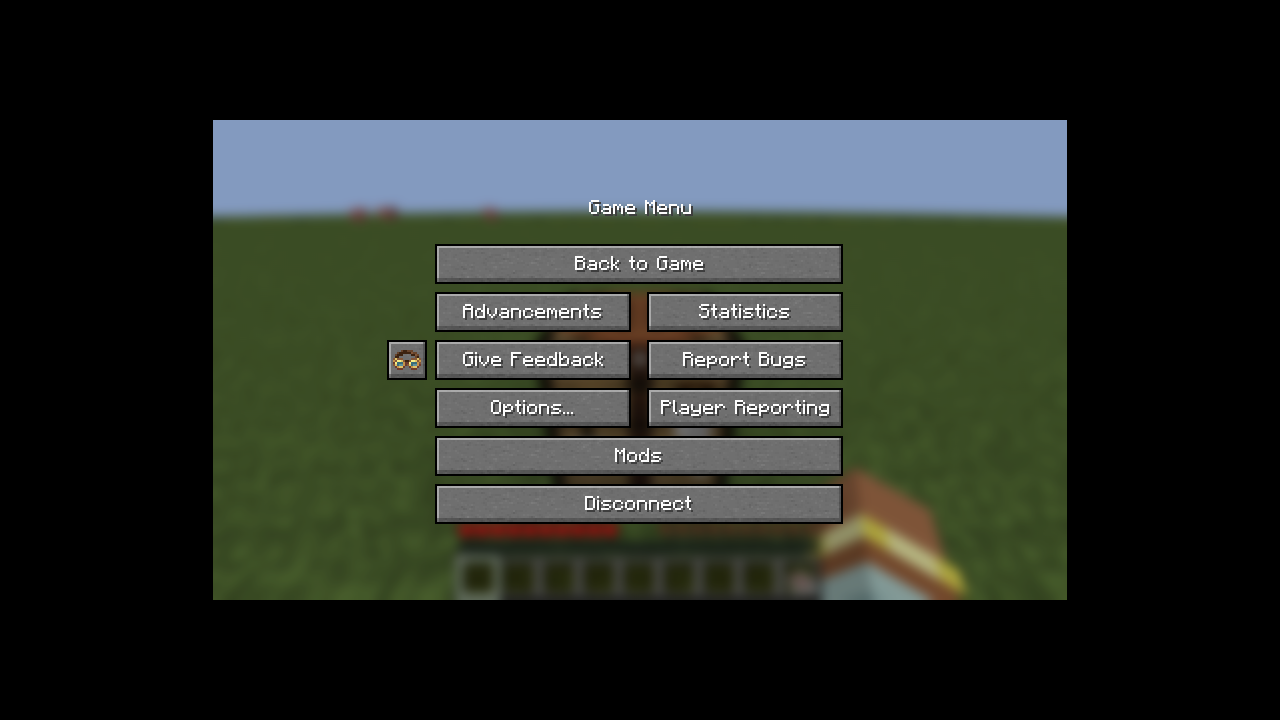 Game Menu
Back to Game
Advancements
Statistics
Give Feedback
Report Bugs
Options...
Player Reporting
Mods
Disconnect